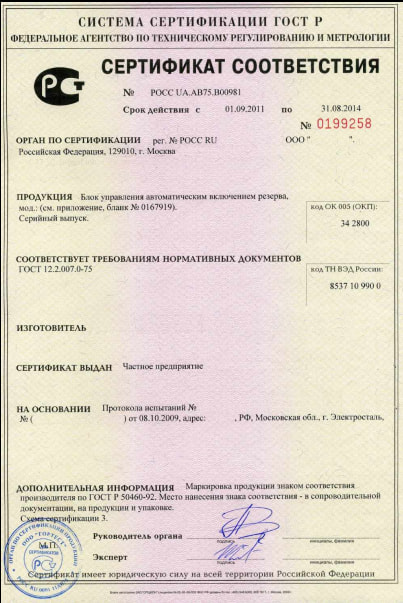 СИСТЕМА СЕРТИФИКАЦИИ ГОСТ Р
ФЕДЕРАЛЬНОЕ АГЕНТСТВО ПО ТЕХНИЧЕСКОМУ РЕГУЛИРОВАНИЮ И МЕТРОЛОГИИ
СЕРТИФИКАТ СООТВЕТСТВИЯ
№ РОСС UA.АВ75.В00981
Срок действия с 01.09.2011 по 31.08.2014
№ 0199258
ОРГАН ПО СЕРТИФИКАЦИИ рег. № РОСС RU ООО " ".
Российская Федерация, 129010, г. Москва
ПРОДУКЦИЯ Блок управления автоматическим включением резерва,
мод.: (см. приложение, бланк № 0167919).
Серийный выпуск.
код ОК 005 (ОКП):
34 2800
СООТВЕТСТВУЕТ ТРЕБОВАНИЯМ НОРМАТИВНЫХ ДОКУМЕНТОВ
ГОСТ 12.2.007.0-75
код ТН ВЭД России:
8537 10 990 0
ИЗГОТОВИТЕЛЬ
СЕРТИФИКАТ ВЫДАН Частное предприятие
НА ОСНОВАНИИ Протокола испытаний №
№ ( ) от 08.10.2009, адрес: , РФ, Московская обл., г. Электросталь,
ДОПОЛНИТЕЛЬНАЯ ИНФОРМАЦИЯ Маркировка продукции знаком соответствия
производителя по ГОСТ Р 50460-92. Место нанесения знака соответствия - в сопроводительной
документации, на продукции и упаковке.
Схема сертификации 3.
М.П.
Руководитель органа
подпись инициалы, фамилия
Эксперт
подпись инициалы, фамилия
Сертификат имеет юридическую силу на всей территории Российской Федерации